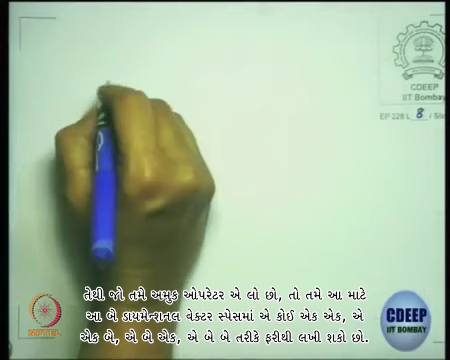 CDEEP
IIT Bombay
EP 228 L 8 / Sli
તેથી જો તમે અમુક ઓપરેટર એ લો છો, તો તમે આ માટે
આ બે ડાયમેન્શનલ વેક્ટર સ્પેસમાં એ કોઈ એક એક, એ
એક બે, એ બે એક, એ બે બે તરીકે ફરીથી લખી શકો છો.
CDEEP
IIT BOMBAY